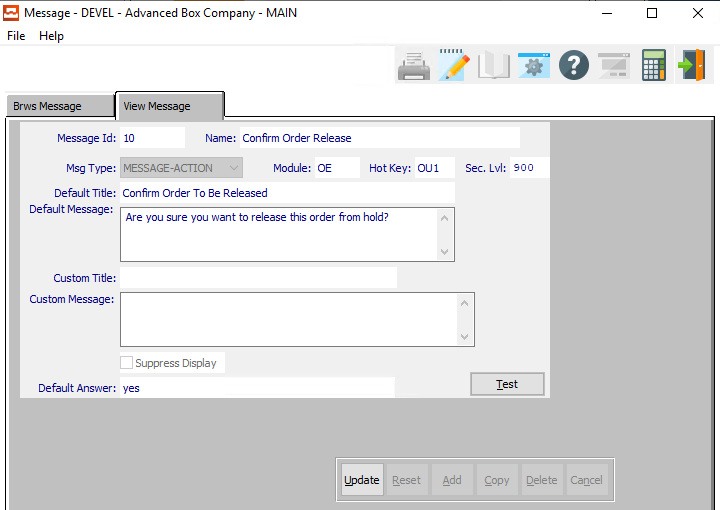 Message - DEVEL - Advanced Box Company - MAIN
File Help
Brws Message View Message
Message Id: 10 Name: Confirm Order Release
Msg Type: MESSAGE-ACTION Module: OE Hot Key: OU1 Sec. Lvl: 900
Default Title: Confirm Order To Be Released
Default Message: Are you sure you want to release this order from hold?
Custom Title:
Custom Message:
Suppress Display
Default Answer: yes Test
Update Reset Add Copy Delete Cancel